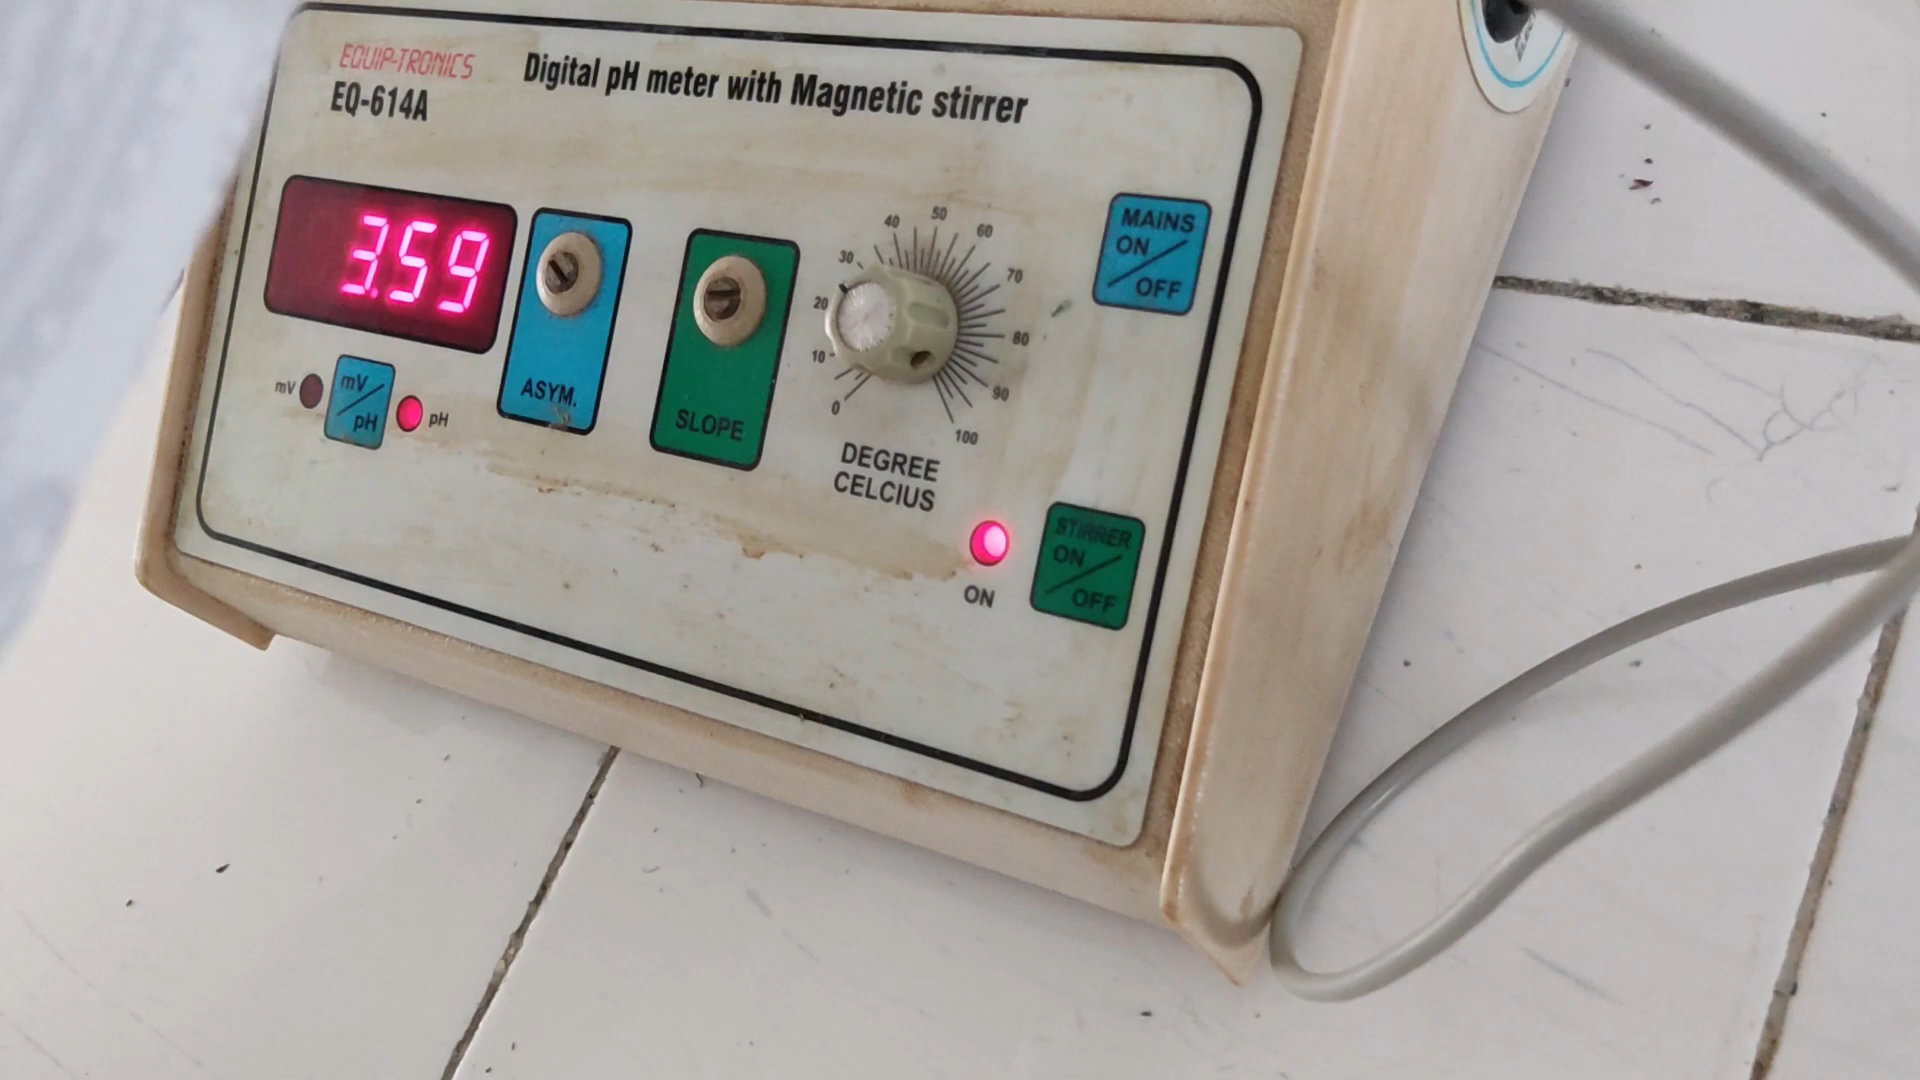 EQUIP-TRONICS
EQ-614A
Digital pH meter with Magnetic stirrer
3.59
mV
mV
pH
pH
ASYM.
SLOPE
0
10
20
30
40
50
60
70
80
90
100
DEGREE
CELCIUS
MAINS
ON
OFF
ON
STIRRER
ON
OFF